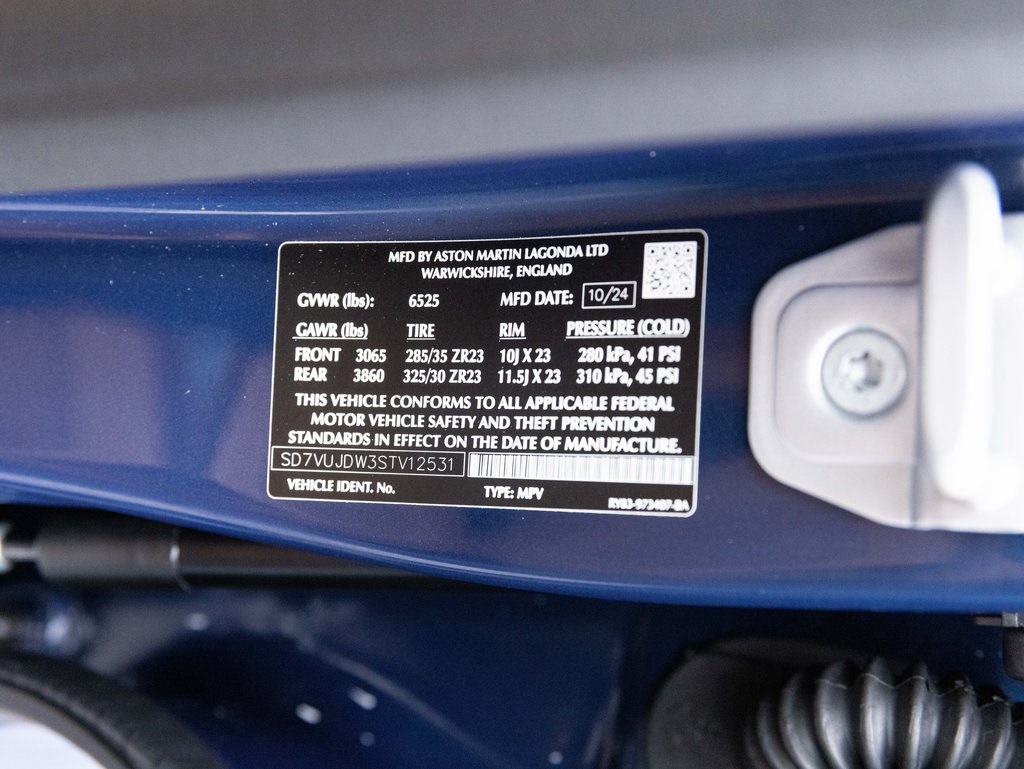 MFD BY ASTON MARTIN LAGONDA LTD
WARWICKSHIRE, ENGLAND
GVWR (lbs): 6525 MFD DATE: 10/24
GAWR (lbs) TIRE RIM PRESSURE (COLD)
FRONT 3065 285/35 ZR23 10J X 23 280 kPa, 41 PSI
REAR 3860 325/30 ZR23 11.5J X 23 310 kPa, 45 PSI
THIS VEHICLE CONFORMS TO ALL APPLICABLE FEDERAL
MOTOR VEHICLE SAFETY AND THEFT PREVENTION
STANDARDS IN EFFECT ON THE DATE OF MANUFACTURE.
SD7VUJDW3STV12531
VEHICLE IDENT. No. TYPE: MPV